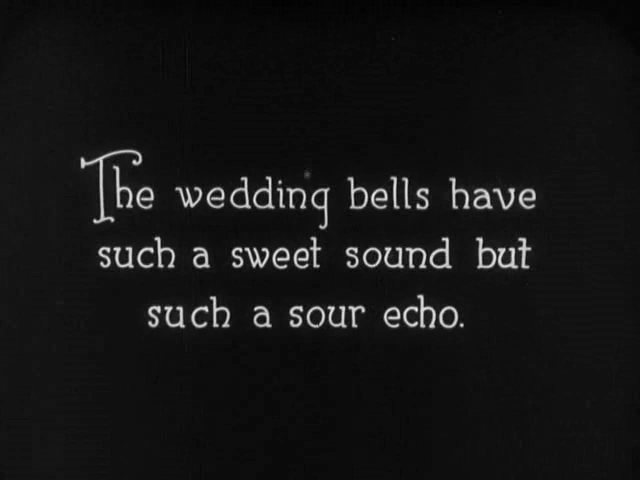 The wedding bells have
such a sweet sound but
such a sour echo.